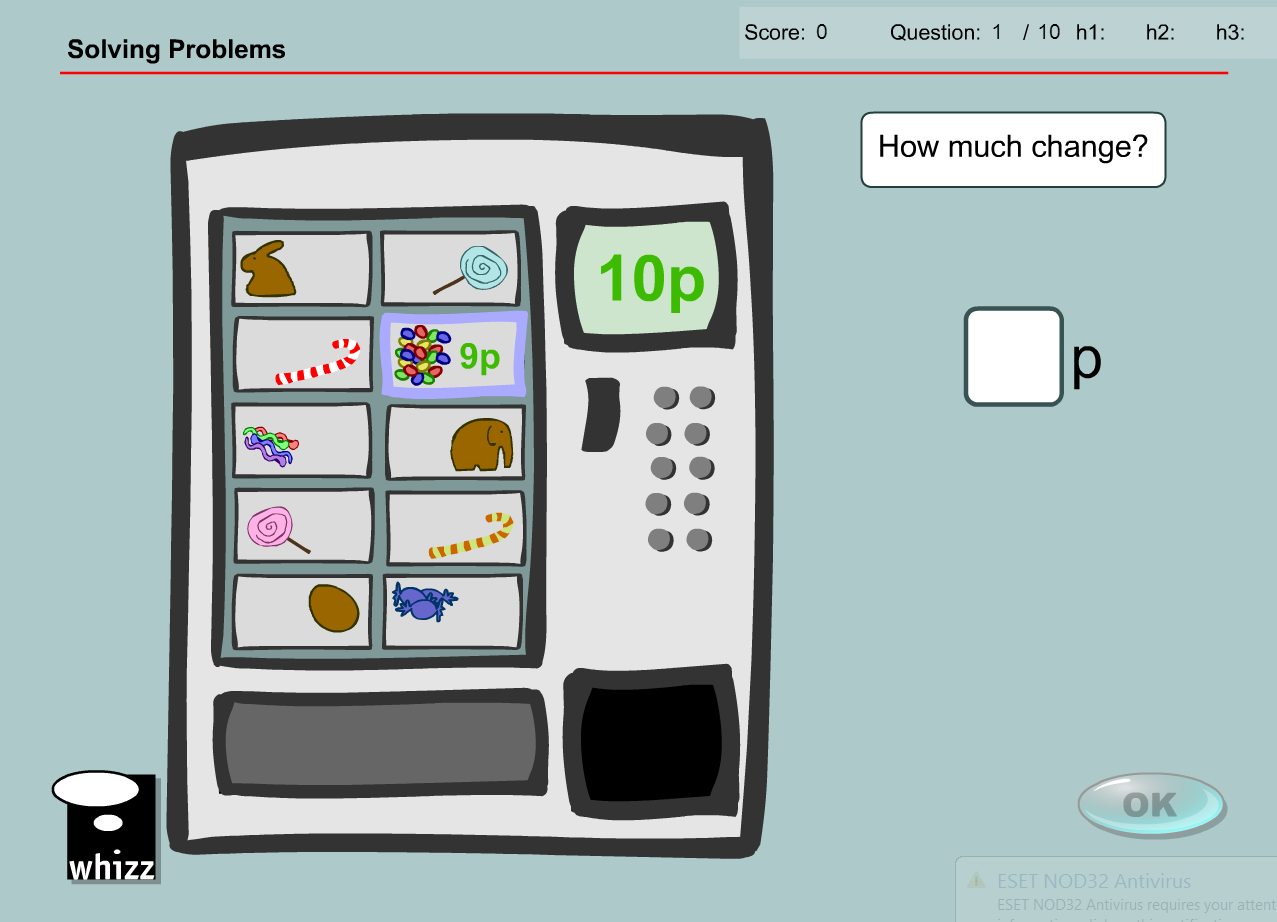 Score: 0 Question: 1 / 10 h1: h2: h3:
Solving Problems
How much change?
10p
9p
p
OK
whizz
ESET NOD32 Antivirus
ESET NOD32 Antivirus requires your